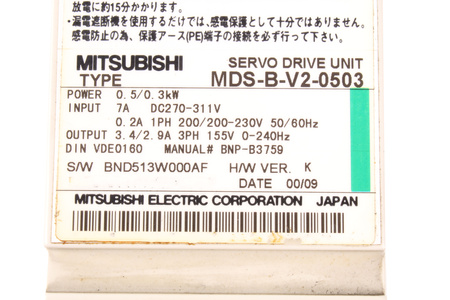 放電に約15分かかります。
・漏電遮断機を使用するだけでは、感電保護として十分ではありません。
感電防止の為、保護アース(PE)端子の接続を必ず行って下さい。
MITSUBISHI SERVO DRIVE UNIT
TYPE MDS-B-V2-0503
POWER 0.5/0.3kW
INPUT 7A DC270-311V
0.2A 1PH 200/200-230V 50/60Hz
OUTPUT 3.4/2.9A 3PH 155V 0-240Hz
DIN VDE0160 MANUAL# BNP-B3759
S/W BND513W000AF H/W VER. K
DATE 00/09
MITSUBISHI ELECTRIC CORPORATION JAPAN